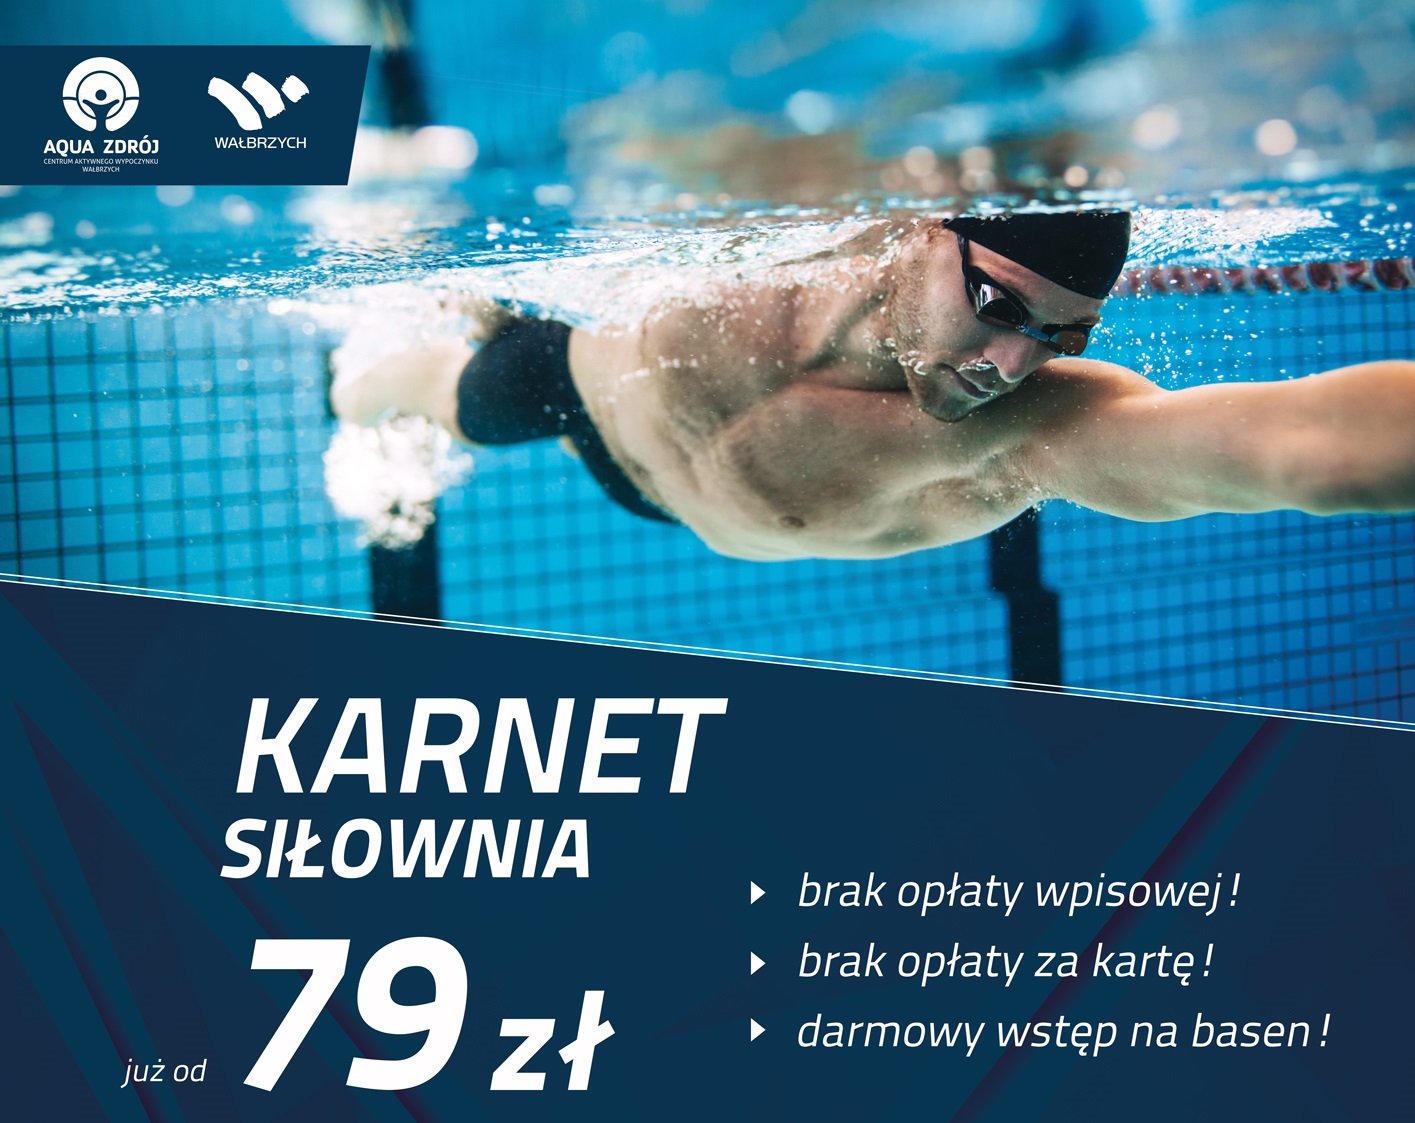 AQUA ZDRÓJ
CENTRUM AKTYWNEGO WYPOCZYNKU
WAŁBRZYCH
WAŁBRZYCH
KARNET
SIŁOWNIA
już od 79 zł
brak opłaty wpisowej!
brak opłaty za kartę!
darmowy wstęp na basen!